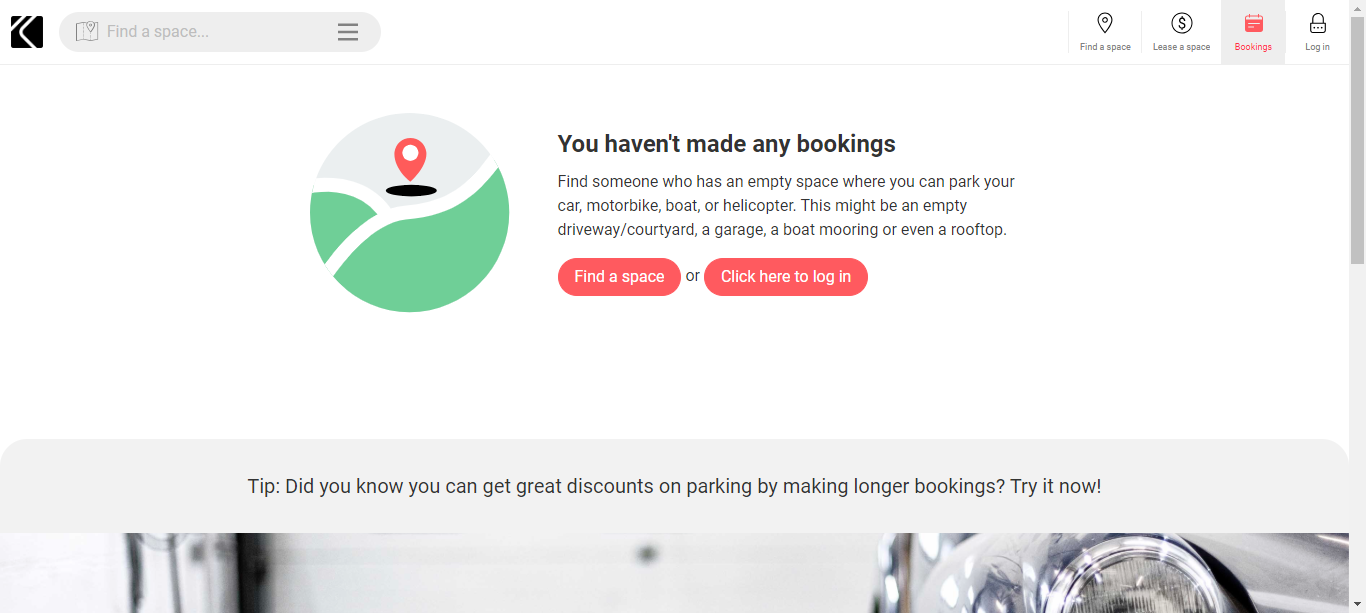 Find a space...
Find a space
Lease a space
Bookings
Log in
You haven't made any bookings
Find someone who has an empty space where you can park your
car, motorbike, boat, or helicopter. This might be an empty
driveway/courtyard, a garage, a boat mooring or even a rooftop.
Find a space or Click here to log in
Tip: Did you know you can get great discounts on parking by making longer bookings? Try it now!